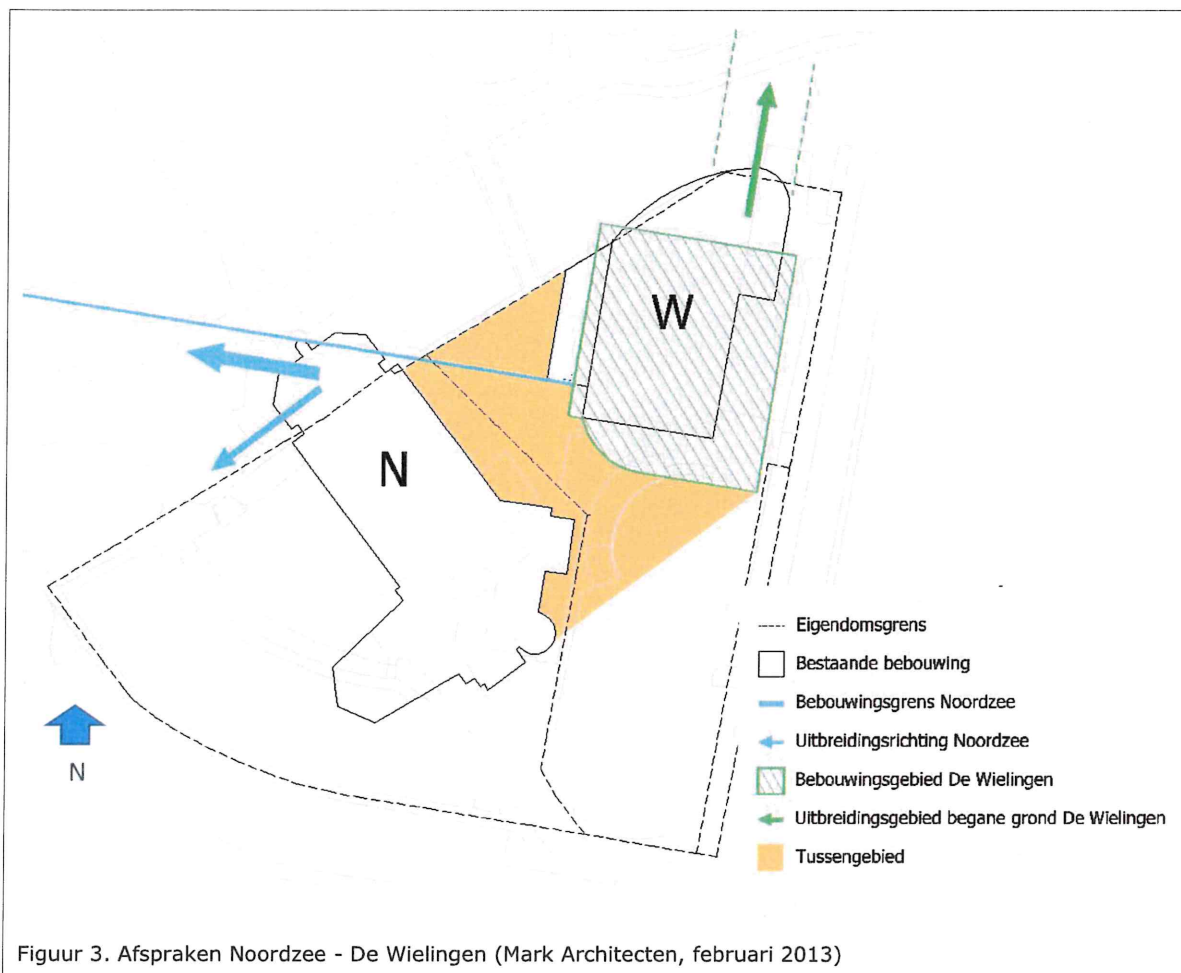 W
N
N
Eigendomsgrens
Bestaande bebouwing
Bebouwingsgrens Noordzee
Uitbreidingsrichting Noordzee
Bebouwingsgebied De Wielingen
Uitbreidingsgebied begane grond De Wielingen
Tussengebied
Figuur 3. Afspraken Noordzee - De Wielingen (Mark Architecten, februari 2013)